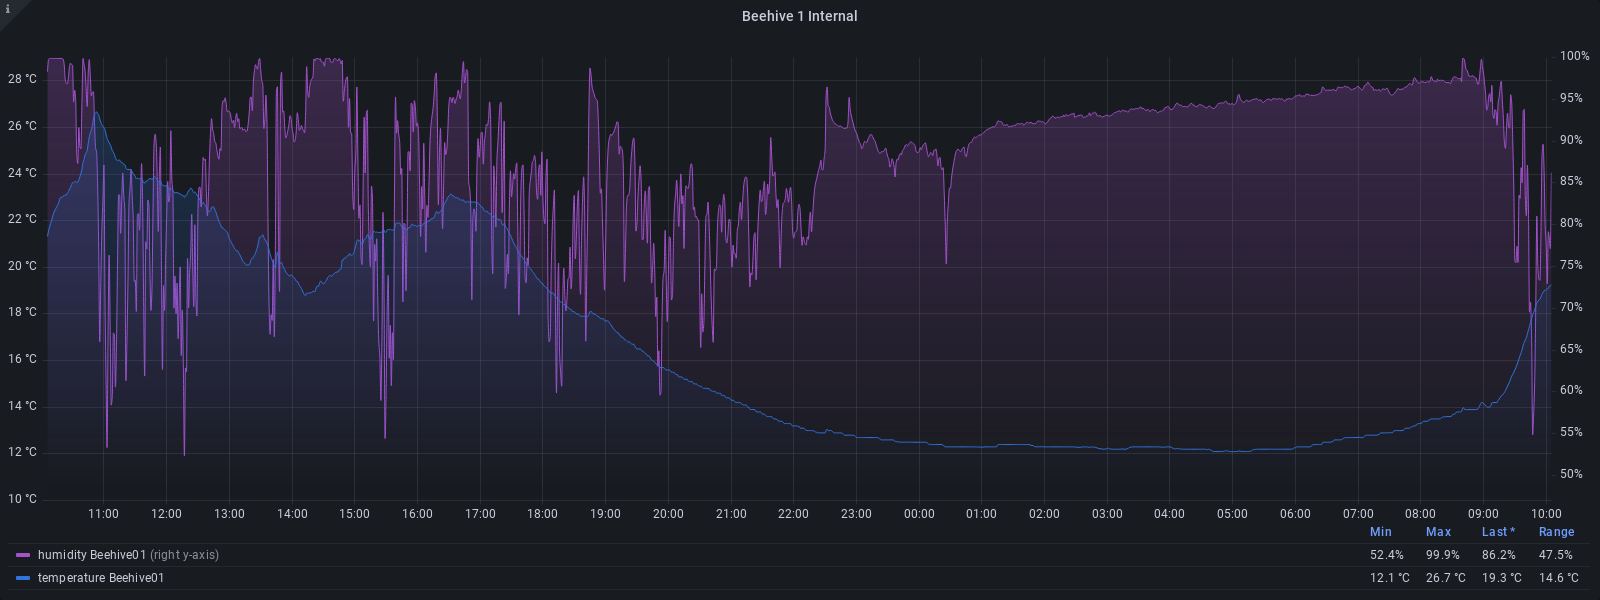 i
Beehive 1 Internal
28 °C
26 °C
24 °C
22 °C
20 °C
18 °C
16 °C
14 °C
12 °C
10 °C
100%
95%
90%
85%
80%
75%
70%
65%
60%
55%
50%
11:00 12:00 13:00 14:00 15:00 16:00 17:00 18:00 19:00 20:00 21:00 22:00 23:00 00:00 01:00 02:00 03:00 04:00 05:00 06:00 07:00 08:00 09:00 10:00
Min Max Last * Range
humidity Beehive01 (right y-axis) 52.4% 99.9% 86.2% 47.5%
temperature Beehive01 12.1 °C 26.7 °C 19.3 °C 14.6 °C